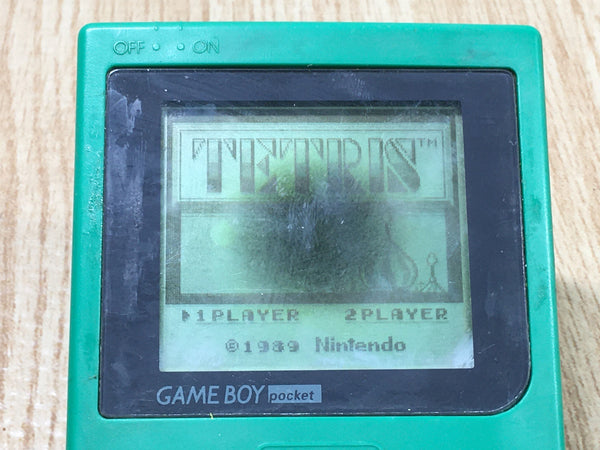 OFF ON
TETRIS™
▶1PLAYER 2PLAYER
©1989 Nintendo
GAME BOY pocket